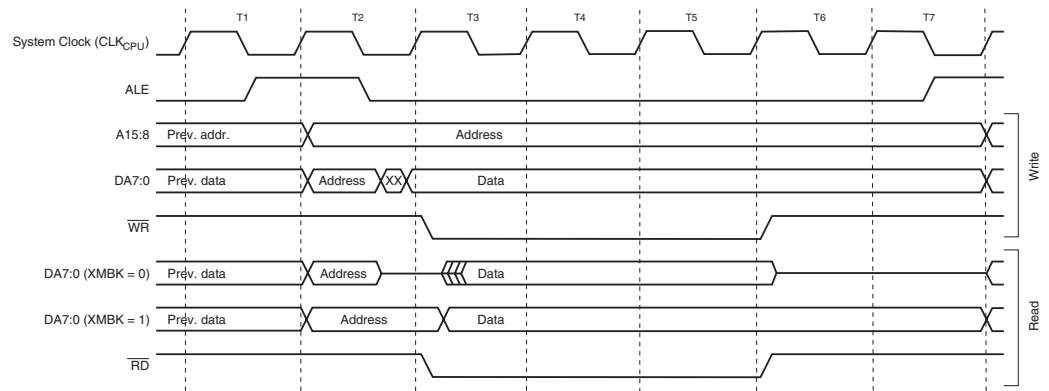 T1 T2 T3 T4 T5 T6 T7
System Clock (CLKCPU)
ALE
A15:8 Prev. addr. Address
DA7:0 Prev. data Address XX Data
WR
Write
DA7:0 (XMBK = 0) Prev. data Address Data
DA7:0 (XMBK = 1) Prev. data Address Data
RD
Read